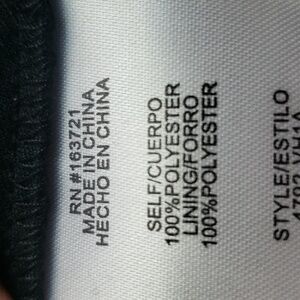 RN #163721
MADE IN CHINA
HECHO EN CHINA
SELF/CUERPO
100%POLYESTER
LINING/FORRO
100%POLYESTER
STYLE/ESTILO